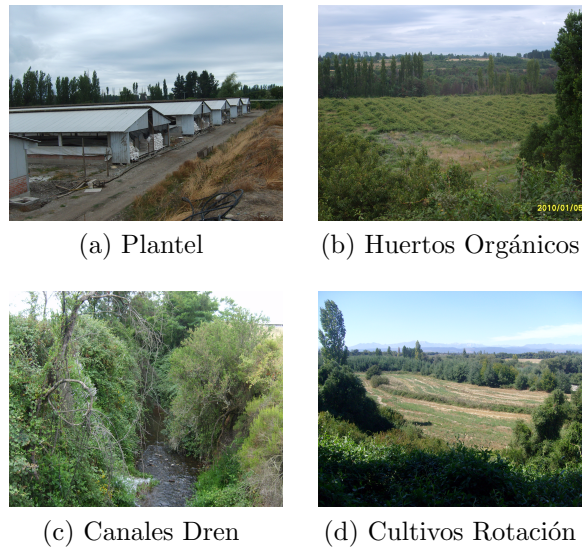 2010/01/05
(a) Plantel
(b) Huertos Orgánicos
(c) Canales Dren
(d) Cultivos Rotación